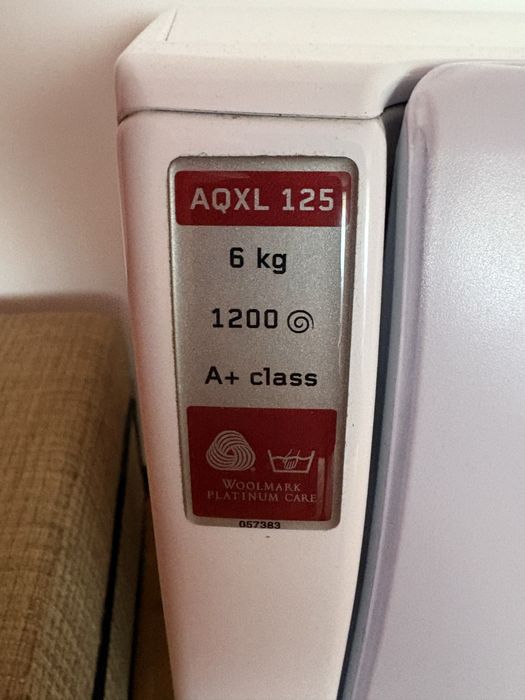 AQXL 125
6 kg
1200
A+ class
WOOLMARK
PLATINUM CARE
057383